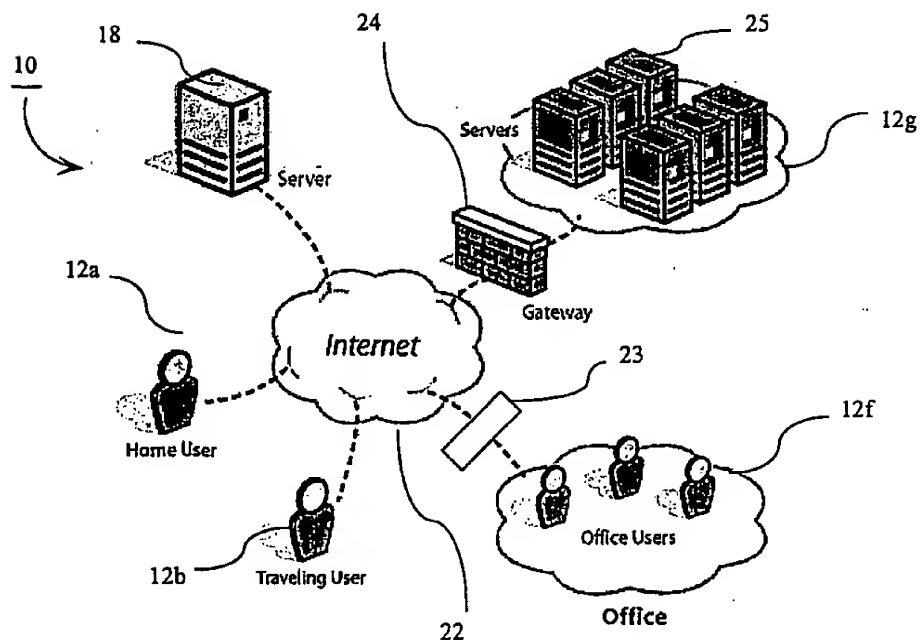 24
25
18
10
Servers
12g
Server
12a
Gateway
Internet
23
12f
Home User
Office Users
12b
Traveling User
Office
22